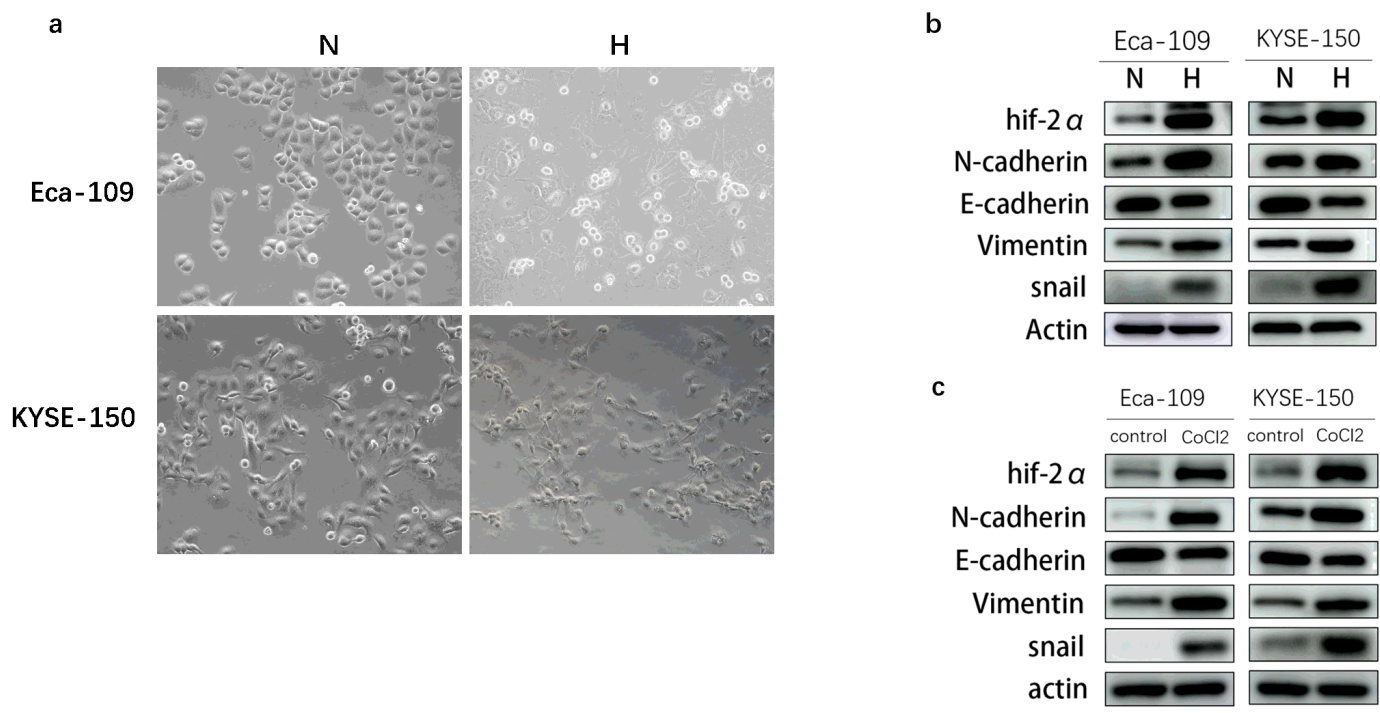 a
N H
Eca-109
KYSE-150
b
Eca-109 KYSE-150
N H N H
hif-2α
N-cadherin
E-cadherin
Vimentin
snail
Actin
c
Eca-109 KYSE-150
control CoCl2 control CoCl2
hif-2α
N-cadherin
E-cadherin
Vimentin
snail
actin